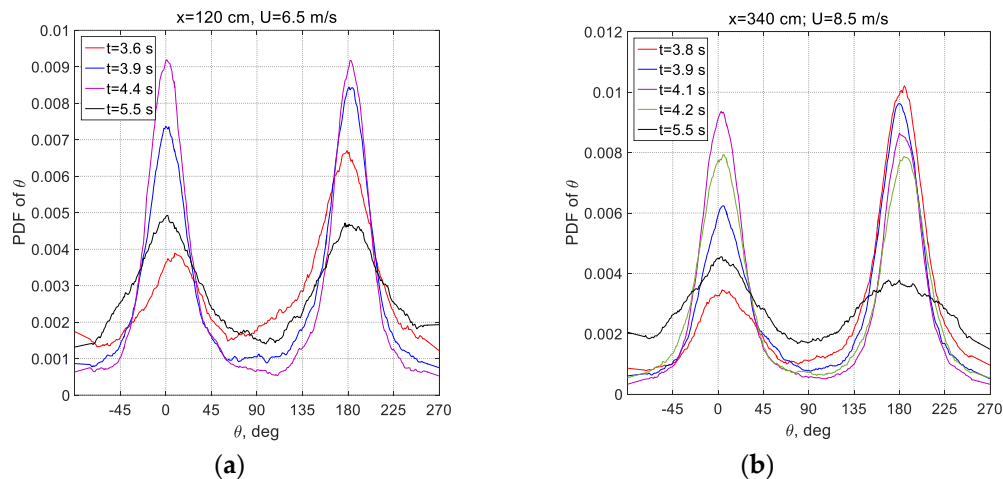 x=120 cm, U=6.5 m/s
0.01
0.009
0.008
0.007
0.006
0.005
0.004
0.003
0.002
0.001
0
PDF of θ
t=3.6 s
t=3.9 s
t=4.4 s
t=5.5 s
-45 0 45 90 135 180 225 270
θ, deg
(a)
x=340 cm; U=8.5 m/s
0.012
0.010
0.008
0.006
0.004
0.002
0
PDF of θ
t=3.8 s
t=3.9 s
t=4.1 s
t=4.2 s
t=5.5 s
-45 0 45 90 135 180 225 270
θ, deg
(b)